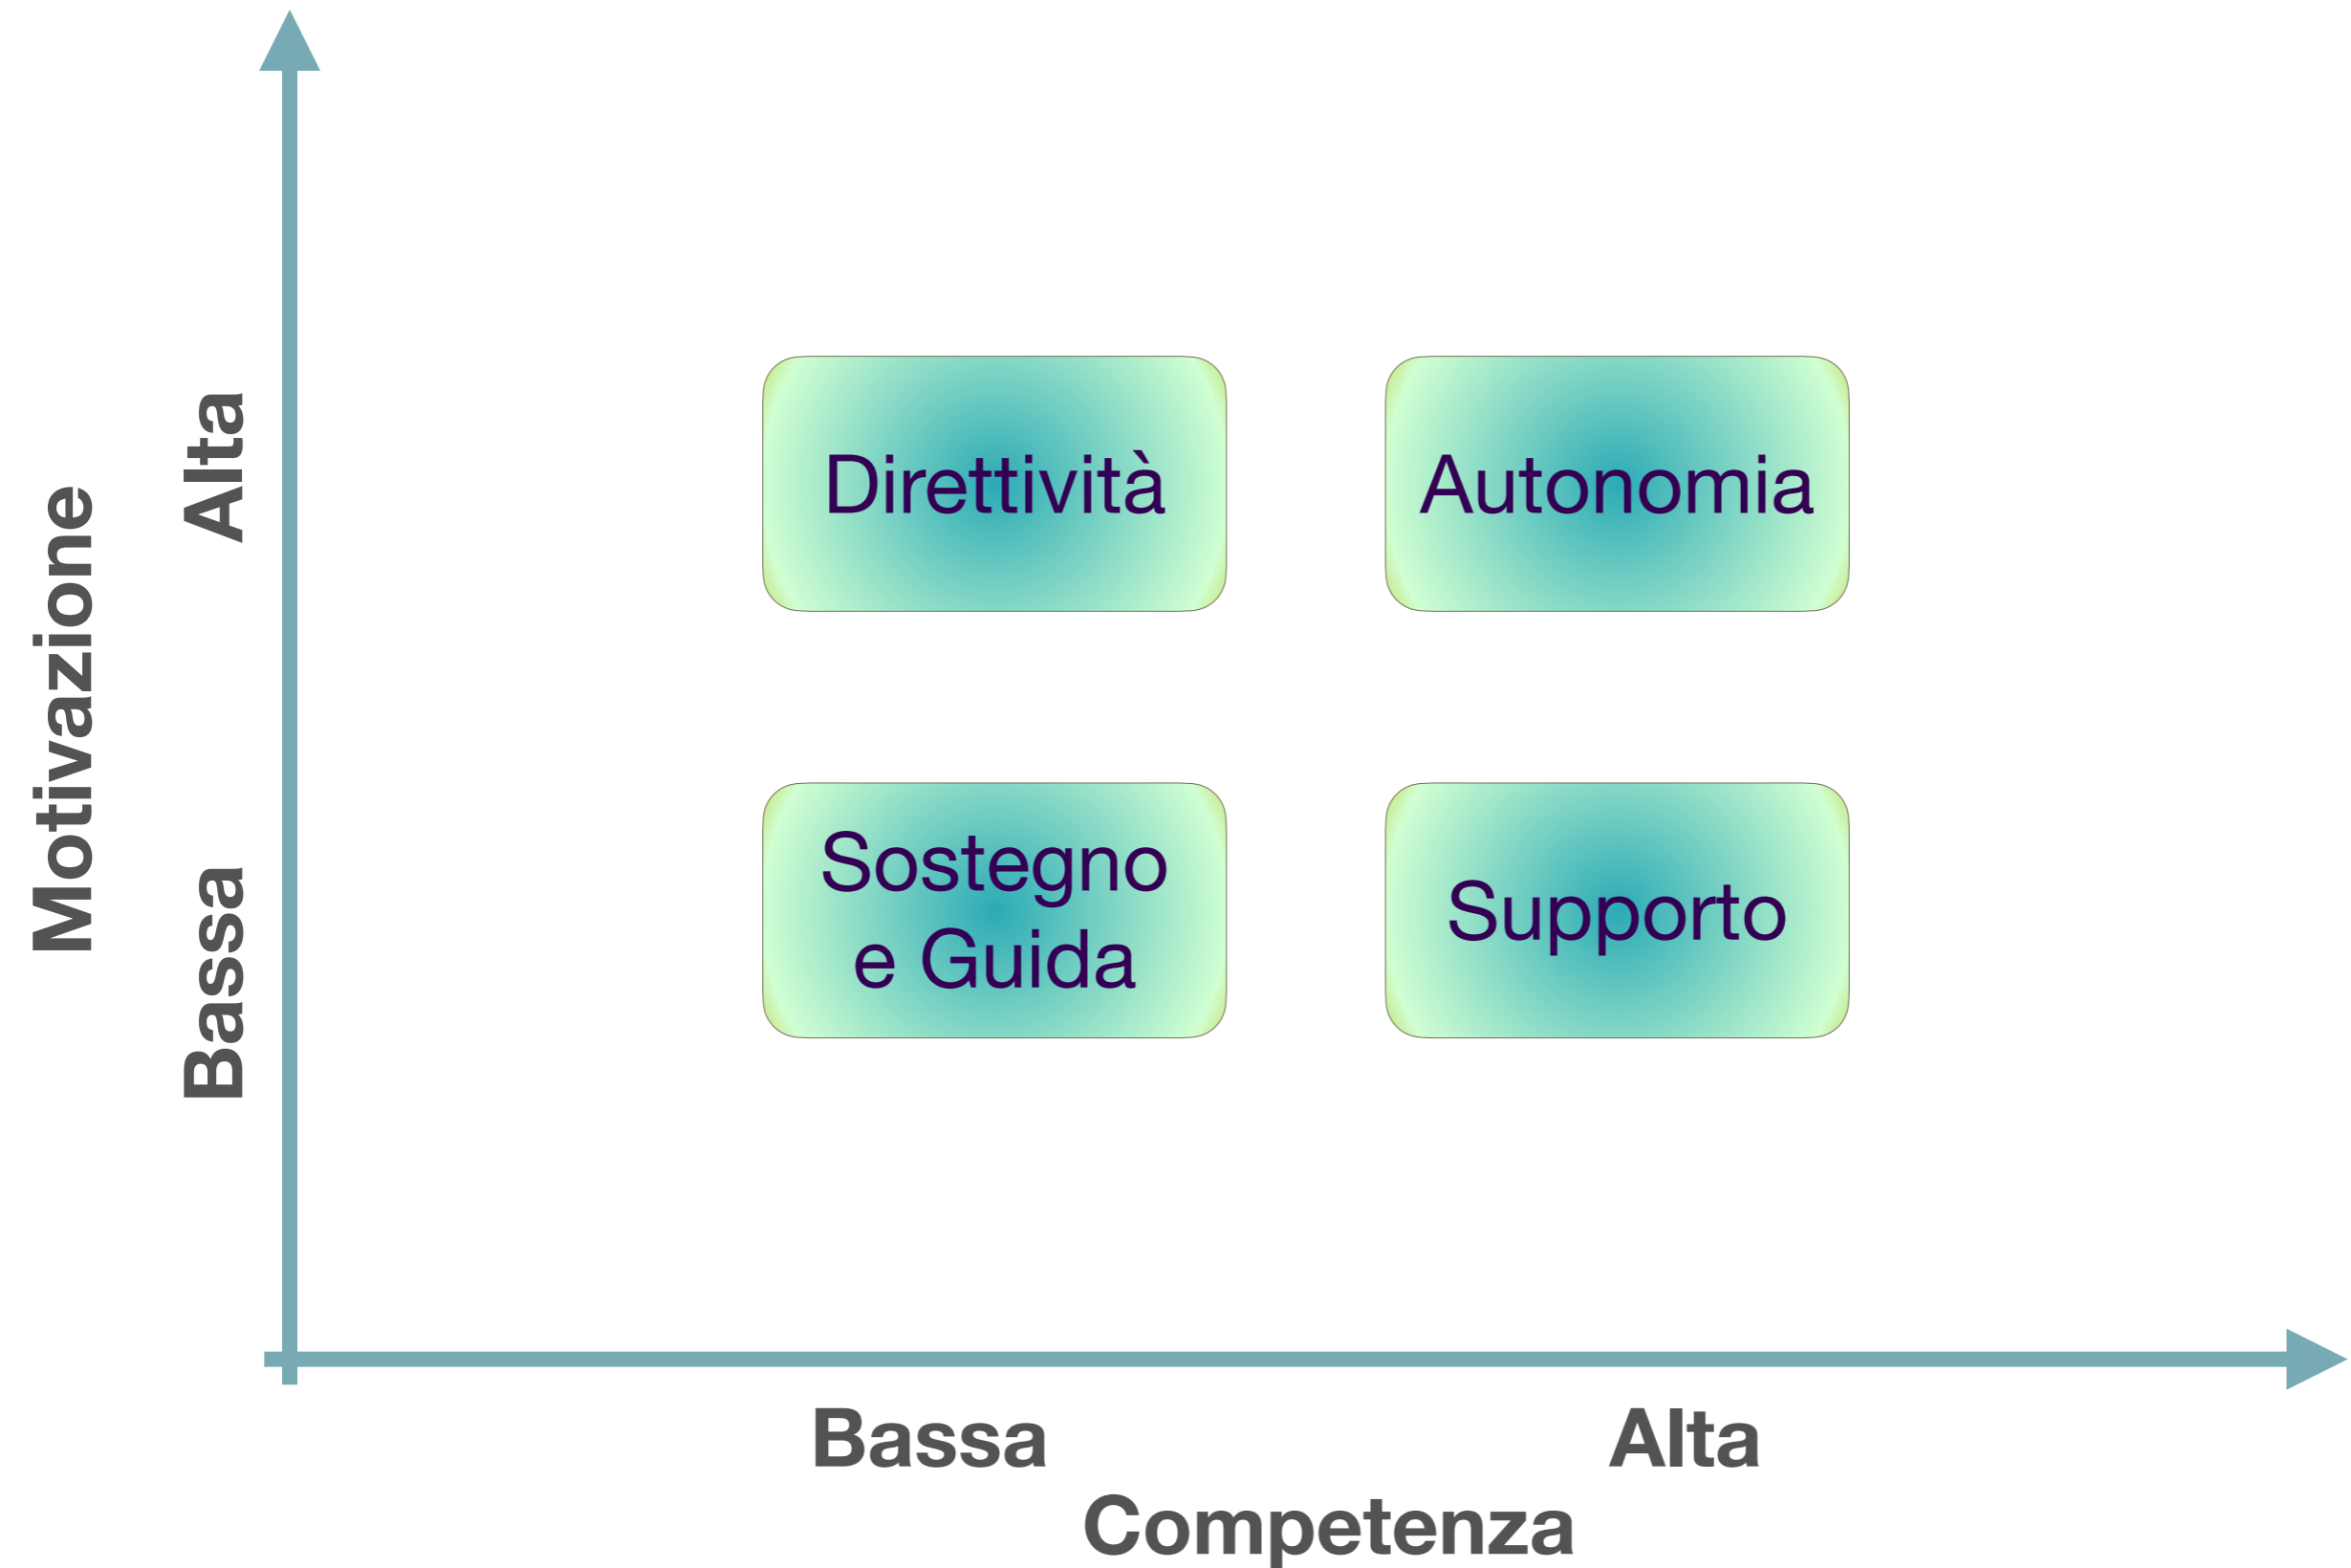 Motivazione
Alta
Bassa
Direttività
Autonomia
Sostegno
e Guida
Supporto
Bassa
Alta
Competenza